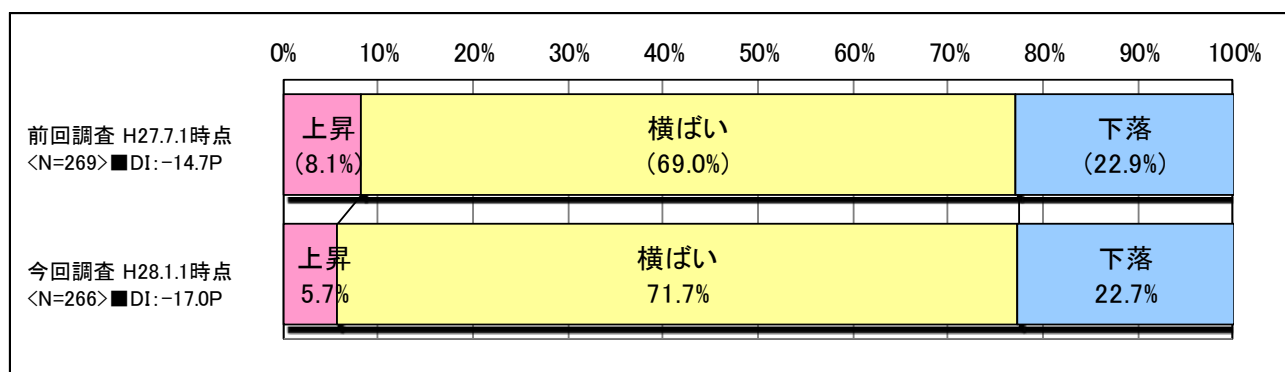 0% 10% 20% 30% 40% 50% 60% 70% 80% 90% 100%
前回調査 H27.7.1時点
<N=269>■DI:-14.7P
上昇
(8.1%)
横ばい
(69.0%)
下落
(22.9%)
今回調査 H28.1.1時点
<N=266>■DI:-17.0P
上昇
5.7%
横ばい
71.7%
下落
22.7%